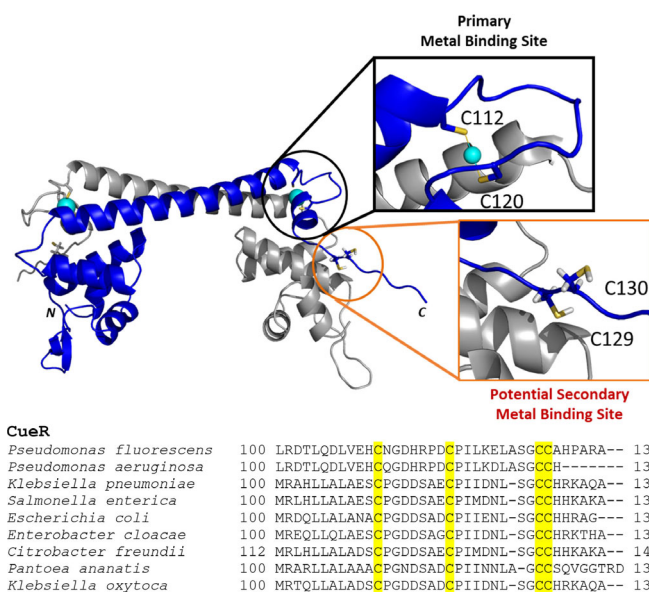 Primary
Metal Binding Site
C112
C120
N
C
C130
C129
Potential Secondary
Metal Binding Site
CueR
Pseudomonas fluorescens 100 LRDTLQDLVEHCNGDHRPDCPILKELASGCCAHPARA-- 13
Pseudomonas aeruginosa 100 LRDTLQDLVEHCQGDHRPDCPILKDLASGCCH------- 13
Klebsiella pneumoniae 100 MRAHLLALAESCPGDDSAECPIIDNL-SGCCHRKAQA-- 13
Salmonella enterica 100 MRLHLLALAESCPGDDSAECPIMDNL-SGCCHHKAKA-- 13
Escherichia coli 100 MRDQLLALANACPGDDSADCPIIENL-SGCCHHRAG--- 13
Enterobacter cloacae 100 MREQLLQLAESCPGDDSAGCPIIDNL-SGCCHRKTHA-- 13
Citrobacter freundii 112 MRLHLLALADSCPGDDSAECPIMDNL-SGCCHHKAKA-- 14
Pantoea ananatis 100 MRARLLALAAACPGNDSADCPIINNLA-GCCSQVGGTRD 13
Klebsiella oxytoca 100 MRTQLLALADSCPGDDSADCPIIDNL-SGCCHRKAQA-- 13